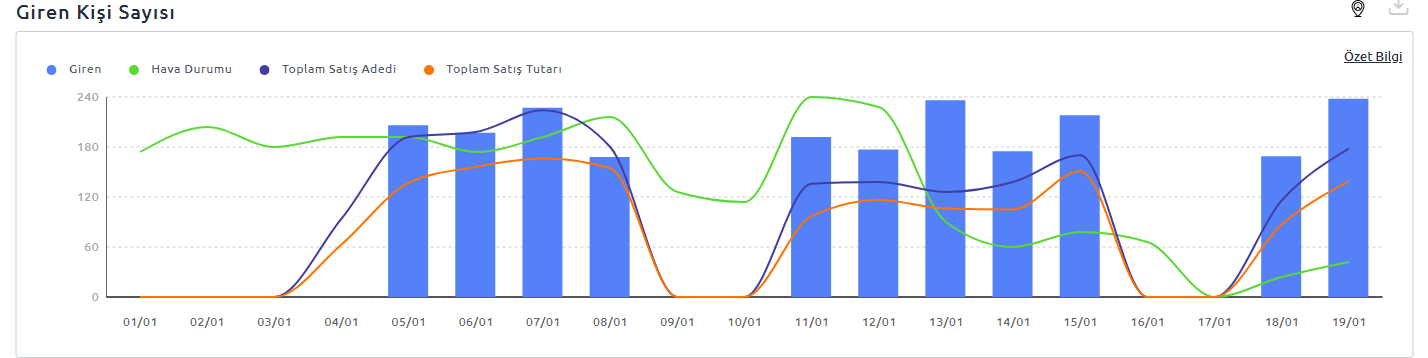 Giren Kişi Sayısı
Özet Bilgi
Giren Hava Durumu Toplam Satış Adedi Toplam Satış Tutarı
240
180
120
60
0
01/01 02/01 03/01 04/01 05/01 06/01 07/01 08/01 09/01 10/01 11/01 12/01 13/01 14/01 15/01 16/01 17/01 18/01 19/01